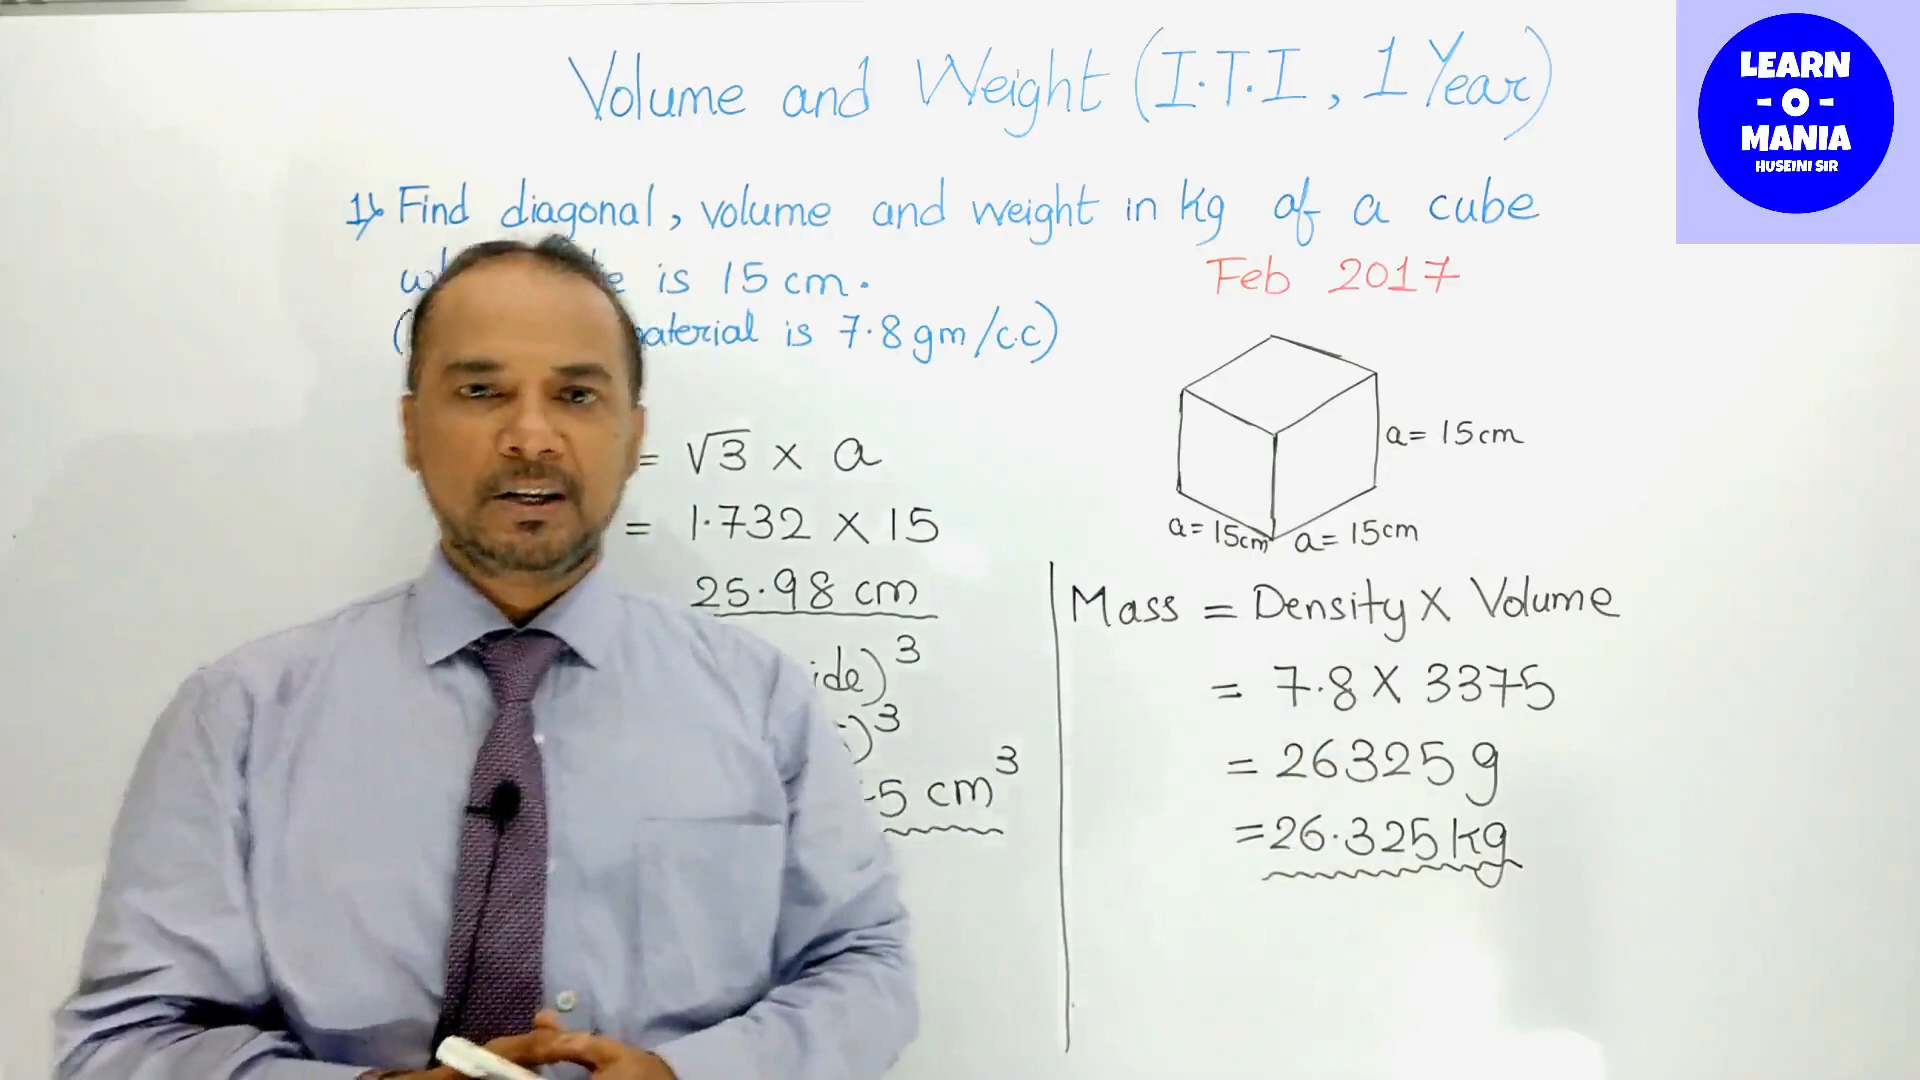 Volume and Weight (I.T.I, 1 Year)
LEARN
- O -
MANIA
HUSEINI SIR
1) Find diagonal, volume and weight in kg of a cube
is 15 cm.
Feb 2017
material is 7.8 gm/c.c)
= √3 × a
= 1.732 × 15
25.98 cm
a = 15cm
a = 15cm
a = 15cm
ide)³
)³
5 cm³
Mass = Density × Volume
= 7.8 × 3375
= 26325 g
= 26.325 kg